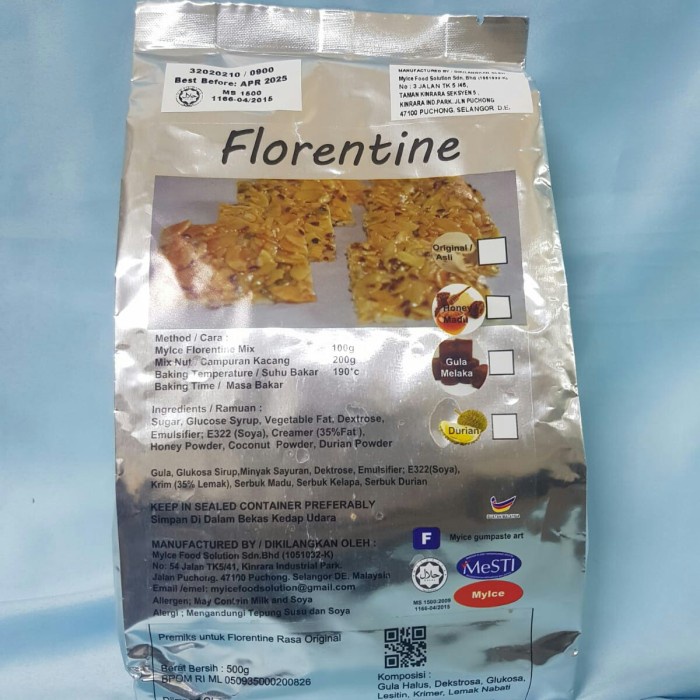 32020210 / 0900
Best Before: APR 2025
MS 1500
1166-04/2015
MANUFACTURED BY / DIKILANGKAN OLEH:
MyIce Food Solution Sdn. Bhd
No : 3 JALAN TK 5 /46,
TAMAN KINRARA SEKSYEN 5 ,
KINRARA IND.PARK, JLN PUCHONG
47100 PUCHONG. SELANGOR D.E.
Florentine
Original /
Asli
Honey
Madu
Gula
Melaka
Durian
Method / Cara :
MyIce Florentine Mix 100g
Mix Nut / Campuran Kacang 200g
Baking Temperature / Suhu Bakar 190°c
Baking Time / Masa Bakar
Ingredients / Ramuan :
Sugar, Glucose Syrup, Vegetable Fat, Dextrose,
Emulsifier; E322 (Soya), Creamer (35%Fat ),
Honey Powder, Coconut Powder, Durian Powder
Gula, Glukosa Sirup,Minyak Sayuran, Dektrose, Emulsifier; E322(Soya),
Krim (35% Lemak), Serbuk Madu, Serbuk Kelapa, Serbuk Durian
KEEP IN SEALED CONTAINER PREFERABLY
Simpan Di Dalam Bekas Kedap Udara
MANUFACTURED BY / DIKILANGKAN OLEH :
MyIce Food Solution Sdn.Bhd (1051032-K)
No: 54 Jalan TK5/41, Kinrara Industrial Park.
Jalan Puchong. 47100 Puchong. Selangor DE. Malaysia
Email /emel: myicefoodsolution@gmail.com
Allergen; May Contain Milk and Soya
Alergi ; Mengandungi Tepung Susu dan Soya
F
MyIce gumpaste art
MeSTI
MyIce
MS 1500:2009
1166-04/2015
Premiks untuk Florentine Rasa Original
Berat Bersih : 500g
BPOM RI ML 050935000200826
Komposisi :
Gula Halus, Dekstrosa, Glukosa,
Lesitin, Krimer, Lemak Nabati